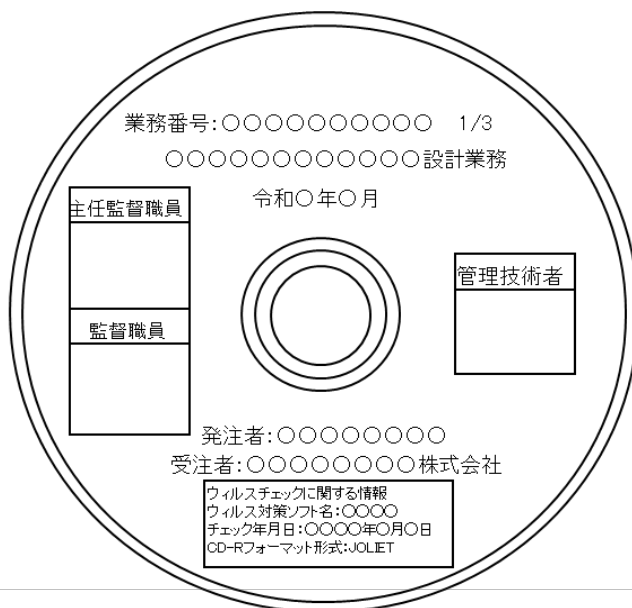 業務番号:○○○○○○○○○○ 1/3
○○○○○○○○○○○○設計業務
令和○年○月
主任監督職員
監督職員
管理技術者
発注者:○○○○○○○○
受注者:○○○○○○○○株式会社
ウィルスチェックに関する情報
ウィルス対策ソフト名:○○○○
チェック年月日:○○○○年○月○日
CD-Rフォーマット形式:JOLIET